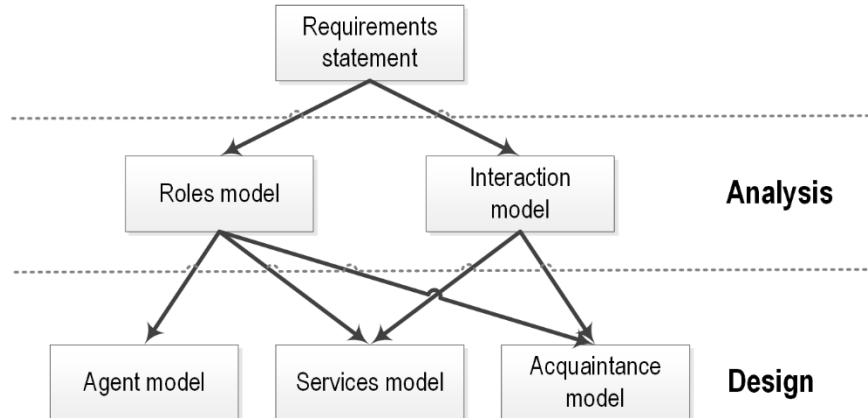 Requirements
statement
Roles model
Interaction
model
Analysis
Agent model
Services model
Acquaintance
model
Design